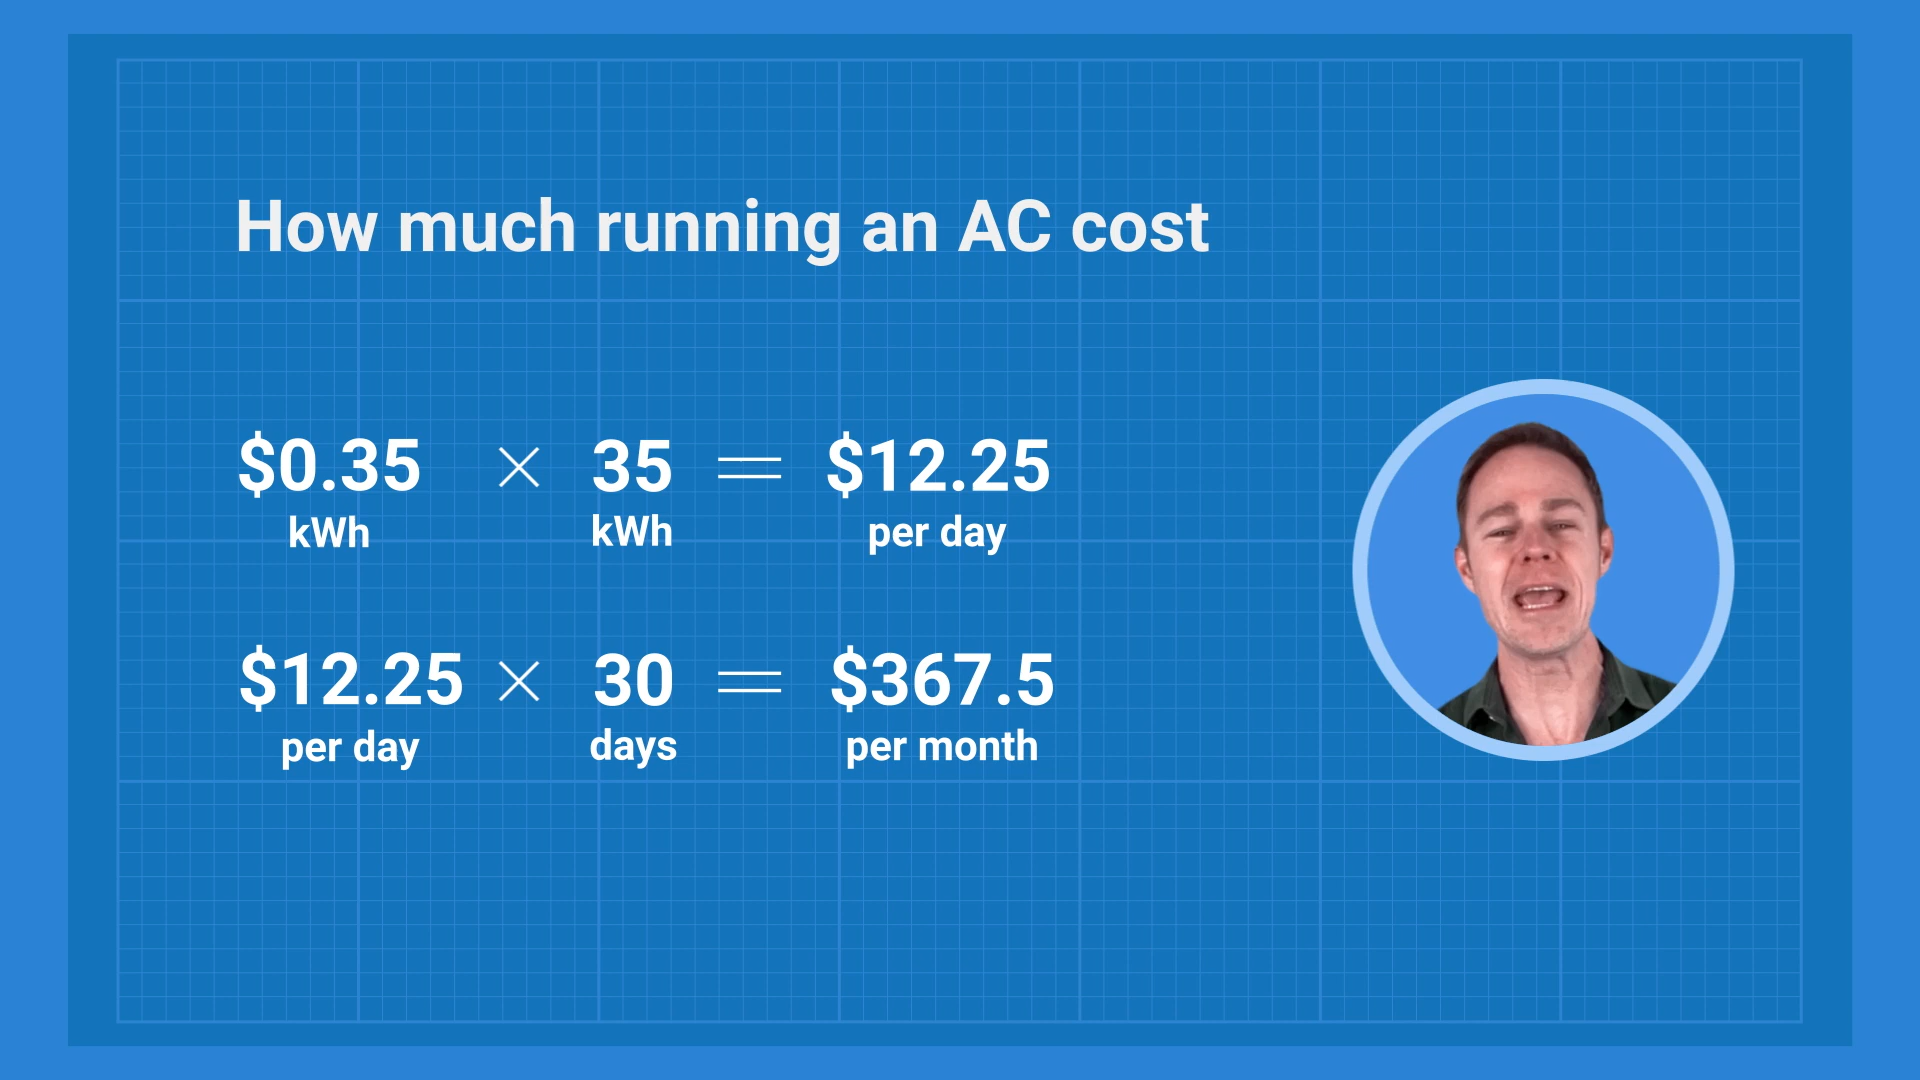 How much running an AC cost
$0.35 × 35 = $12.25
kWh kWh per day
$12.25 × 30 = $367.5
per day days per month